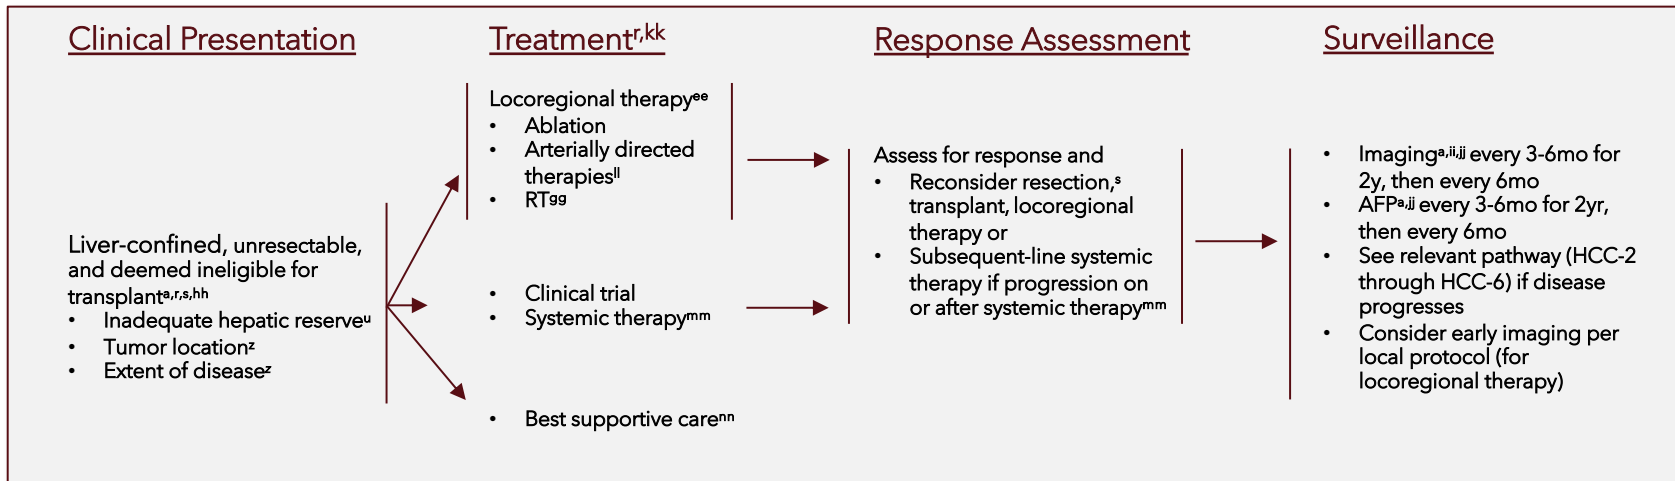 Clinical Presentation
Liver-confined, unresectable,
and deemed ineligible for
transplantᵃ,ʳ,ˢ,ʰʰ
• Inadequate hepatic reserveᵘ
• Tumor locationᶻ
• Extent of diseaseᶻ
Treatmentʳ,ᵏᵏ
Locoregional therapyᵉᵉ
• Ablation
• Arterially directed
therapiesˡˡ
• RTᵍᵍ
• Clinical trial
• Systemic therapyᵐᵐ
• Best supportive careⁿⁿ
Response Assessment
Assess for response and
• Reconsider resection,ˢ
transplant, locoregional
therapy or
• Subsequent-line systemic
therapy if progression on
or after systemic therapyᵐᵐ
Surveillance
• Imagingᵃ,ⁱⁱ,ʲʲ every 3-6mo for
2y, then every 6mo
• AFPᵃ,ʲʲ every 3-6mo for 2yr,
then every 6mo
• See relevant pathway (HCC-2
through HCC-6) if disease
progresses
• Consider early imaging per
local protocol (for
locoregional therapy)